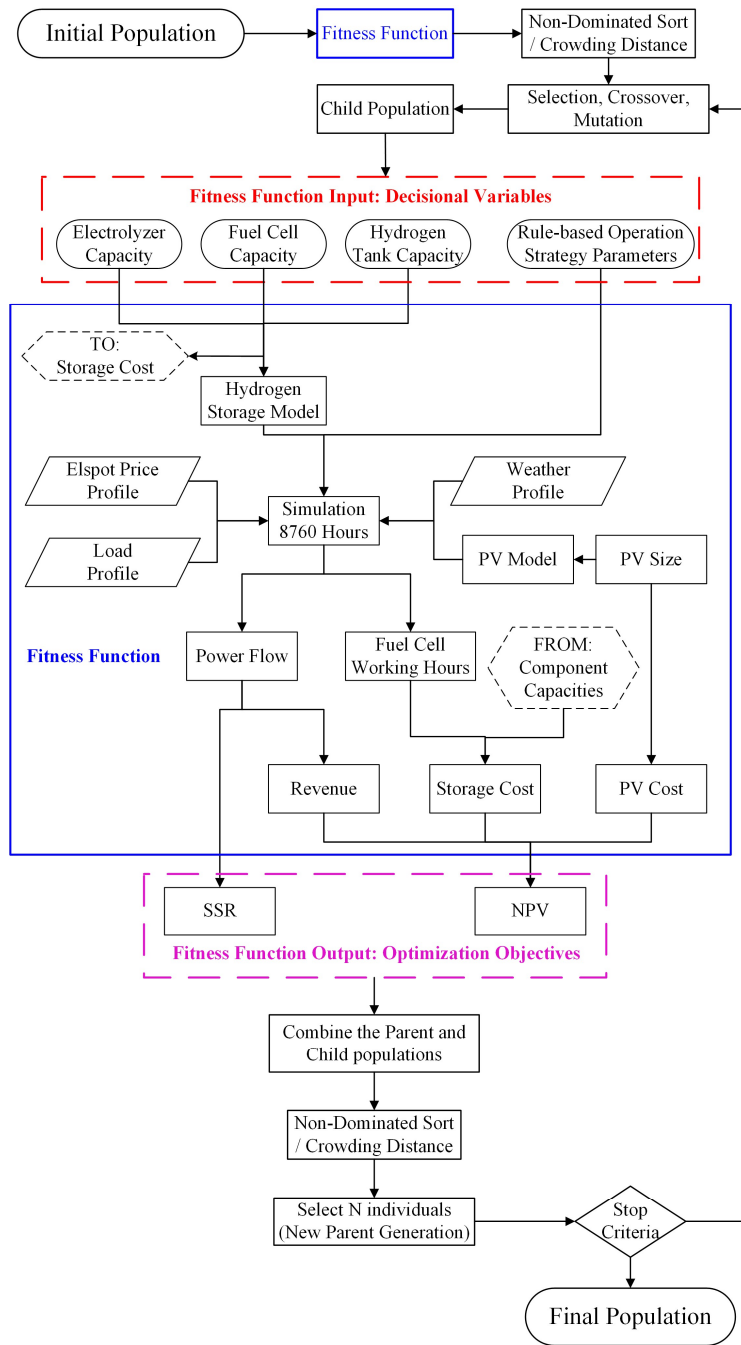 Initial Population
Fitness Function
Non-Dominated Sort
/ Crowding Distance
Child Population
Selection, Crossover,
Mutation
Fitness Function Input: Decisional Variables
Electrolyzer
Capacity
Fuel Cell
Capacity
Hydrogen
Tank Capacity
Rule-based Operation
Strategy Parameters
TO:
Storage Cost
Hydrogen
Storage Model
Elspot Price
Profile
Weather
Profile
Simulation
8760 Hours
Load
Profile
PV Model
PV Size
Fitness Function
Power Flow
Fuel Cell
Working Hours
FROM:
Component
Capacities
Revenue
Storage Cost
PV Cost
SSR
NPV
Fitness Function Output: Optimization Objectives
Combine the Parent and
Child populations
Non-Dominated Sort
/ Crowding Distance
Select N individuals
(New Parent Generation)
Stop
Criteria
Final Population